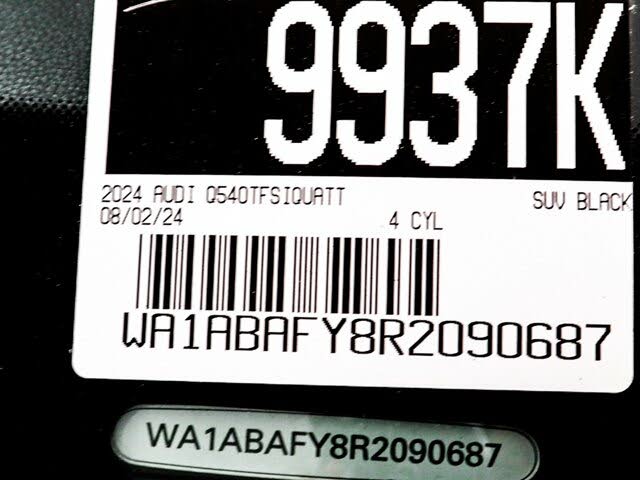 9937K
2024 AUDI Q540TFSIQUATT SUV BLACK
08/02/24 4 CYL
WA1ABAFY8R2090687
WA1ABAFY8R2090687